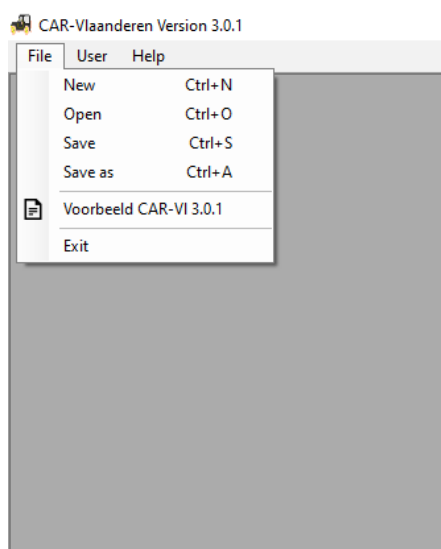 CAR-Vlaanderen Version 3.0.1
File User Help
New Ctrl+N
Open Ctrl+O
Save Ctrl+S
Save as Ctrl+A
Voorbeeld CAR-VI 3.0.1
Exit